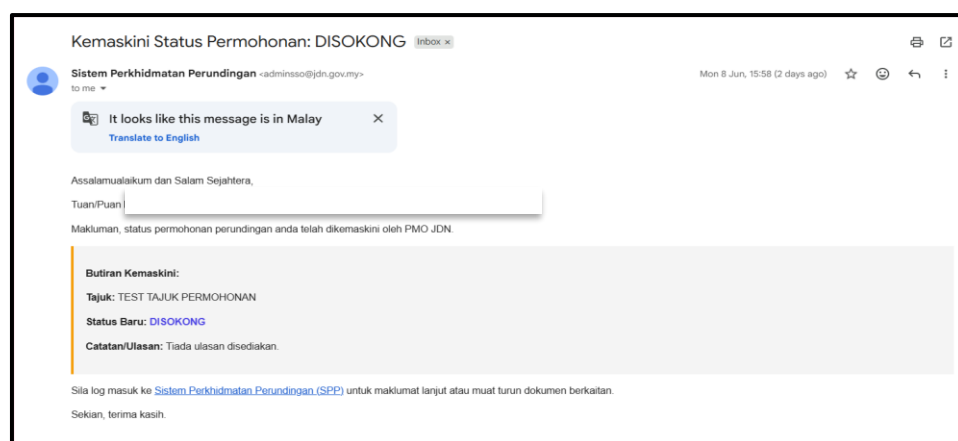 Kemaskini Status Permohonan: DISOKONG Inbox ×
Sistem Perkhidmatan Perundingan <adminsso@jdn.gov.my> Mon 8 Jun, 15:58 (2 days ago)
to me
It looks like this message is in Malay ×
Translate to English
Assalamualaikum dan Salam Sejahtera,
Tuan/Puan
Makluman, status permohonan perundingan anda telah dikemaskini oleh PMO JDN.
Butiran Kemaskini:
Tajuk: TEST TAJUK PERMOHONAN
Status Baru: DISOKONG
Catatan/Ulasan: Tiada ulasan disediakan.
Sila log masuk ke Sistem Perkhidmatan Perundingan (SPP) untuk maklumat lanjut atau muat turun dokumen berkaitan.
Sekian, terima kasih.